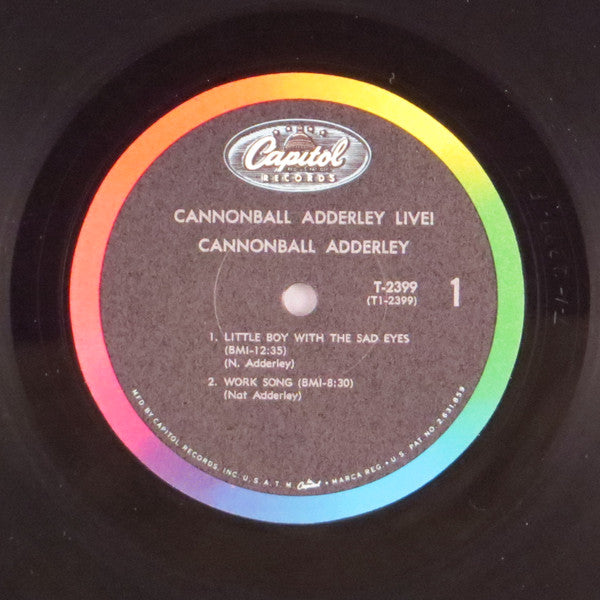 Capitol
RECORDS
CANNONBALL ADDERLEY LIVE!
CANNONBALL ADDERLEY
T-2399
(T1-2399)
1
1. LITTLE BOY WITH THE SAD EYES
(BMI-12:35)
(N. Adderley)
2. WORK SONG (BMI-8:30)
(Nat Adderley)
MFD. BY CAPITOL RECORDS, INC. U.S.A. T.M. Capitol • MARCA REG. • U.S. PAT. NO. 2,631,859